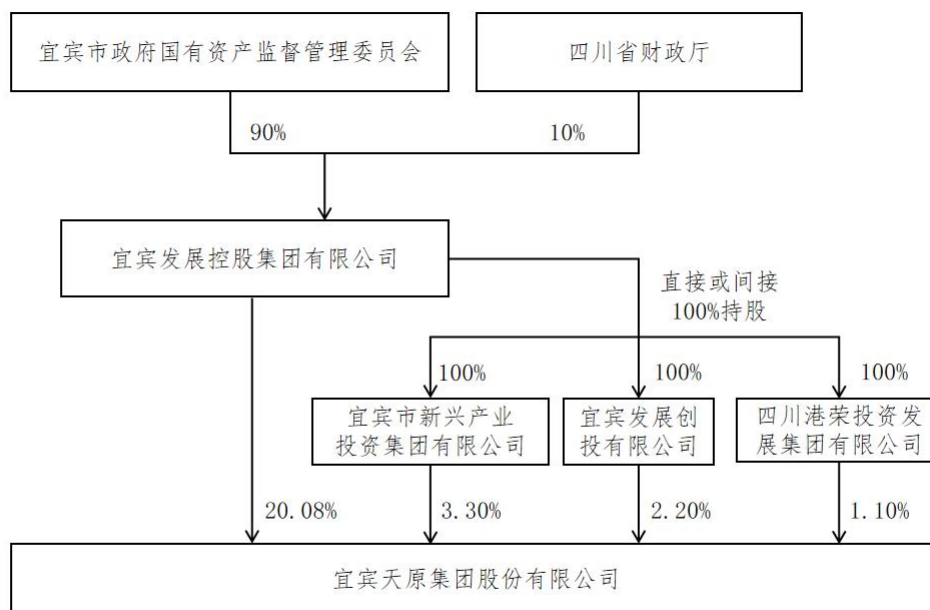 宜宾市政府国有资产监督管理委员会
四川省财政厅
90%
10%
宜宾发展控股集团有限公司
直接或间接
100%持股
100%
100%
100%
宜宾市新兴产业
投资集团有限公司
宜宾发展创
投有限公司
四川港荣投资发
展集团有限公司
20.08%
3.30%
2.20%
1.10%
宜宾天原集团股份有限公司